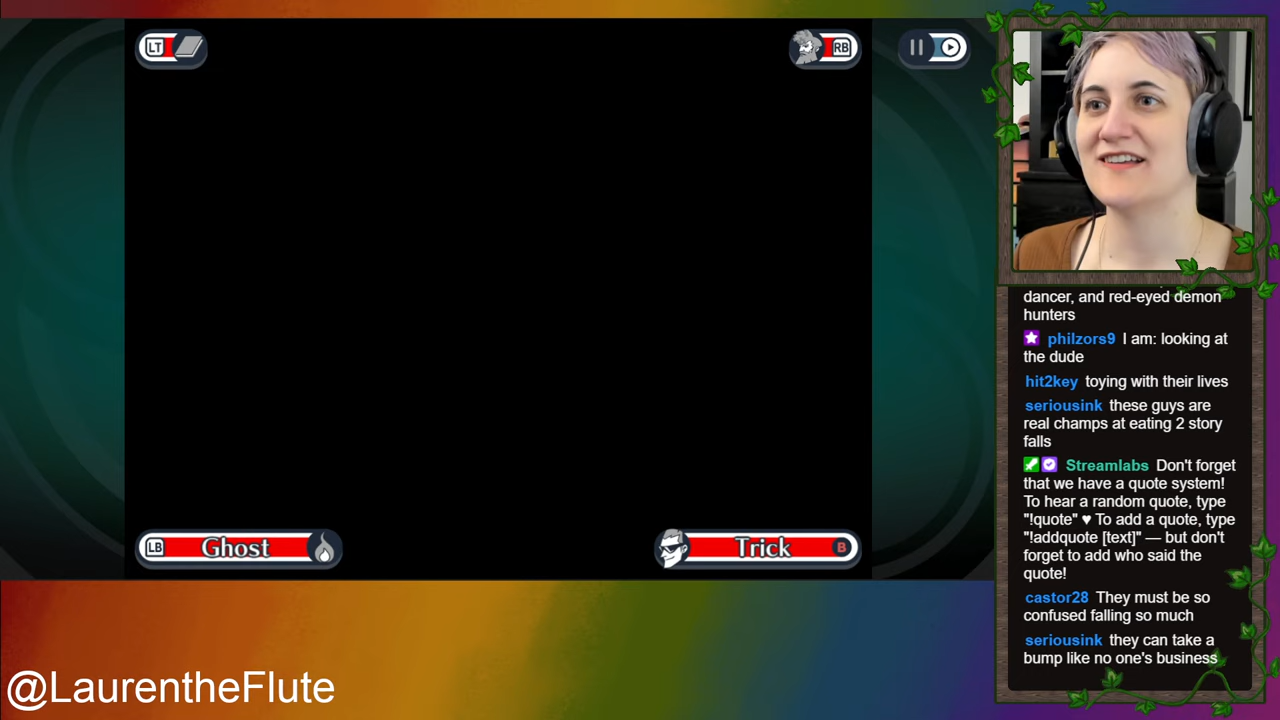 LT
RB
LB Ghost
Trick B
dancer, and red-eyed demon
hunters
philzors9 I am: looking at
the dude
hit2key toying with their lives
seriousink these guys are
real champs at eating 2 story
falls
Streamlabs Don't forget
that we have a quote system!
To hear a random quote, type
"!quote" ♥ To add a quote, type
"!addquote [text]" — but don't
forget to add who said the
quote!
castor28 They must be so
confused falling so much
seriousink they can take a
bump like no one's business
@LaurentheFlute